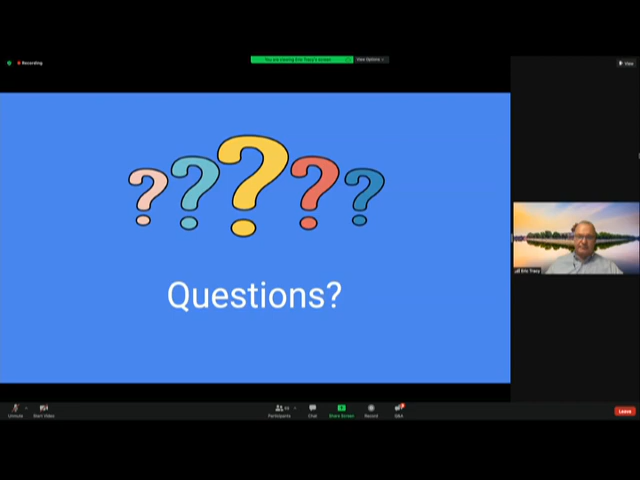 Recording
You are viewing Eric Tracy's screen
View Options
View
?????
Questions?
Eric Tracy
Unmute
Start Video
Participants
Chat
Share Screen
Record
Q&A
Leave